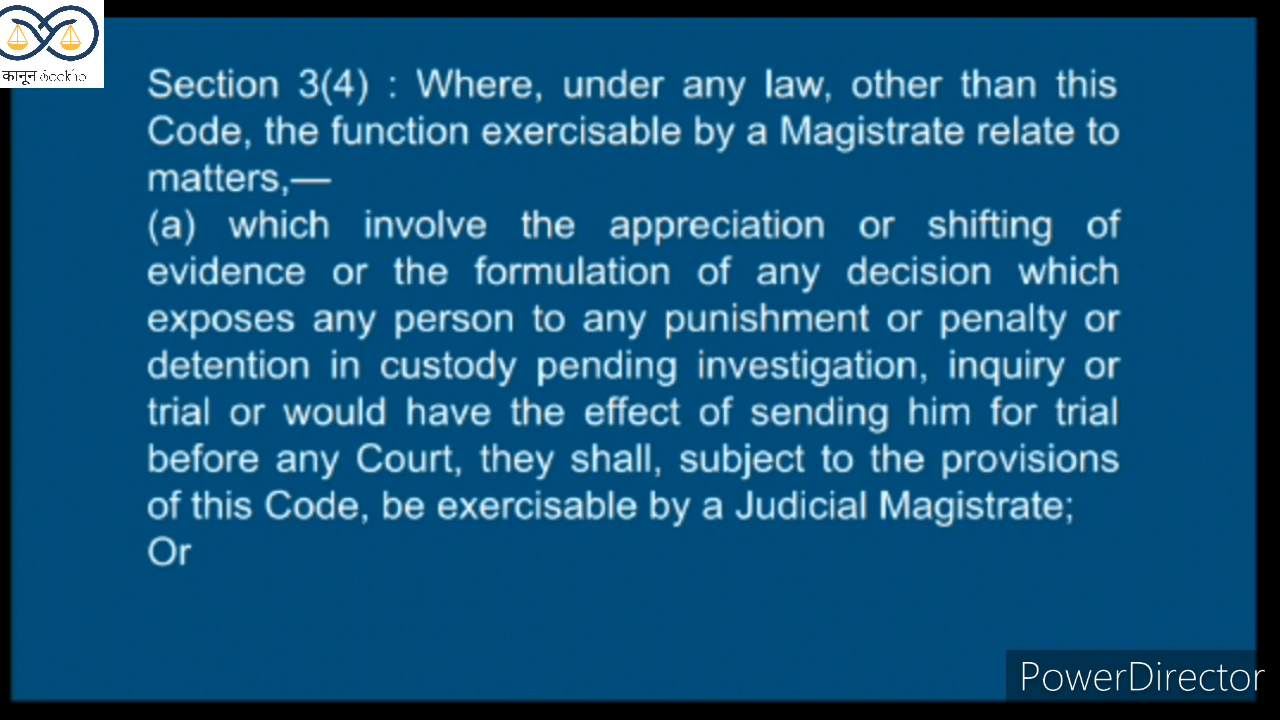 कानून
Section 3(4) : Where, under any law, other than this
Code, the function exercisable by a Magistrate relate to
matters,—
(a) which involve the appreciation or shifting of
evidence or the formulation of any decision which
exposes any person to any punishment or penalty or
detention in custody pending investigation, inquiry or
trial or would have the effect of sending him for trial
before any Court, they shall, subject to the provisions
of this Code, be exercisable by a Judicial Magistrate;
Or
PowerDirector